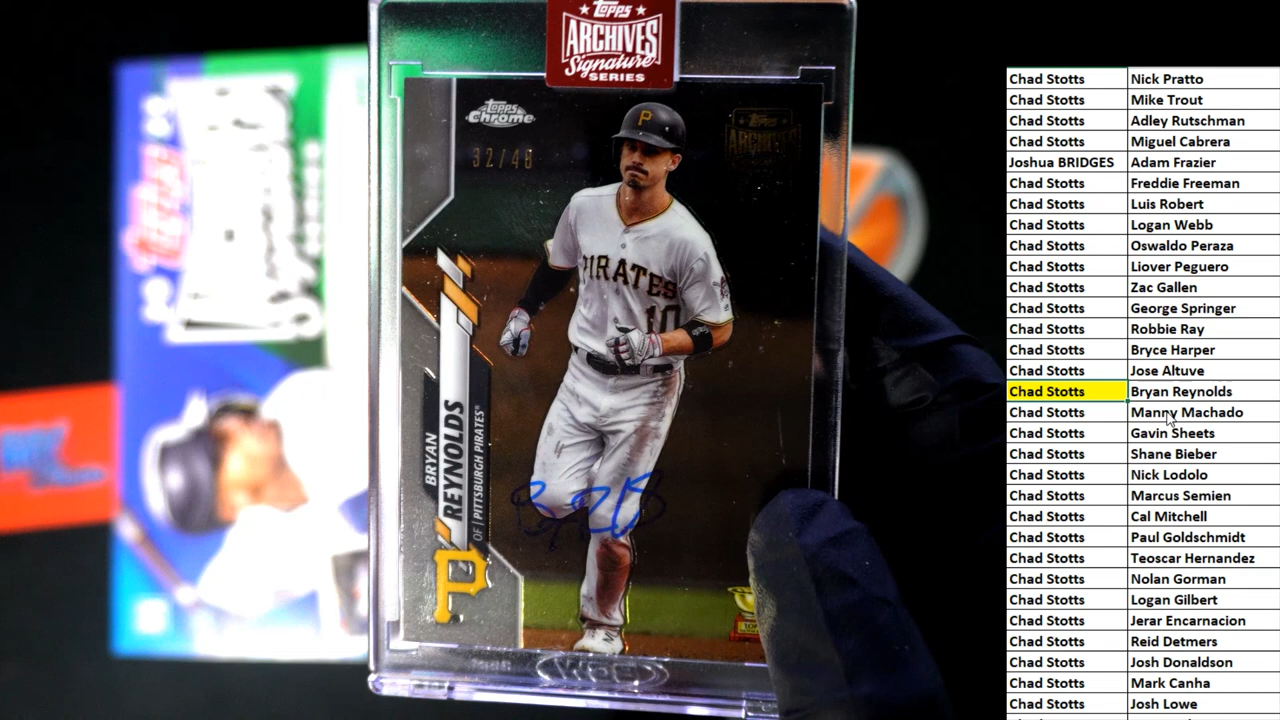 Topps
ARCHIVES
Signature
SERIES
Topps
Chrome
32/46
Topps
ARCHIVES
PIRATES
10
BRYAN
REYNOLDS
OF | PITTSBURGH PIRATES®
P
P
Chad Stotts Nick Pratto
Chad Stotts Mike Trout
Chad Stotts Adley Rutschman
Chad Stotts Miguel Cabrera
Joshua BRIDGES Adam Frazier
Chad Stotts Freddie Freeman
Chad Stotts Luis Robert
Chad Stotts Logan Webb
Chad Stotts Oswaldo Peraza
Chad Stotts Liover Peguero
Chad Stotts Zac Gallen
Chad Stotts George Springer
Chad Stotts Robbie Ray
Chad Stotts Bryce Harper
Chad Stotts Jose Altuve
Chad Stotts Bryan Reynolds
Chad Stotts Manny Machado
Chad Stotts Gavin Sheets
Chad Stotts Shane Bieber
Chad Stotts Nick Lodolo
Chad Stotts Marcus Semien
Chad Stotts Cal Mitchell
Chad Stotts Paul Goldschmidt
Chad Stotts Teoscar Hernandez
Chad Stotts Nolan Gorman
Chad Stotts Logan Gilbert
Chad Stotts Jerar Encarnacion
Chad Stotts Reid Detmers
Chad Stotts Josh Donaldson
Chad Stotts Mark Canha
Chad Stotts Josh Lowe